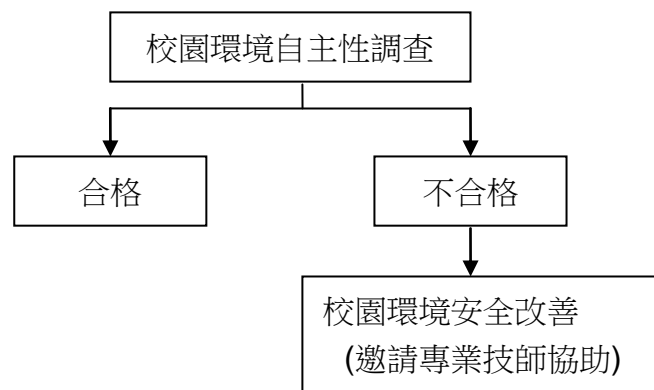 校園環境自主性調查
合格
不合格
校園環境安全改善
(邀請專業技師協助)